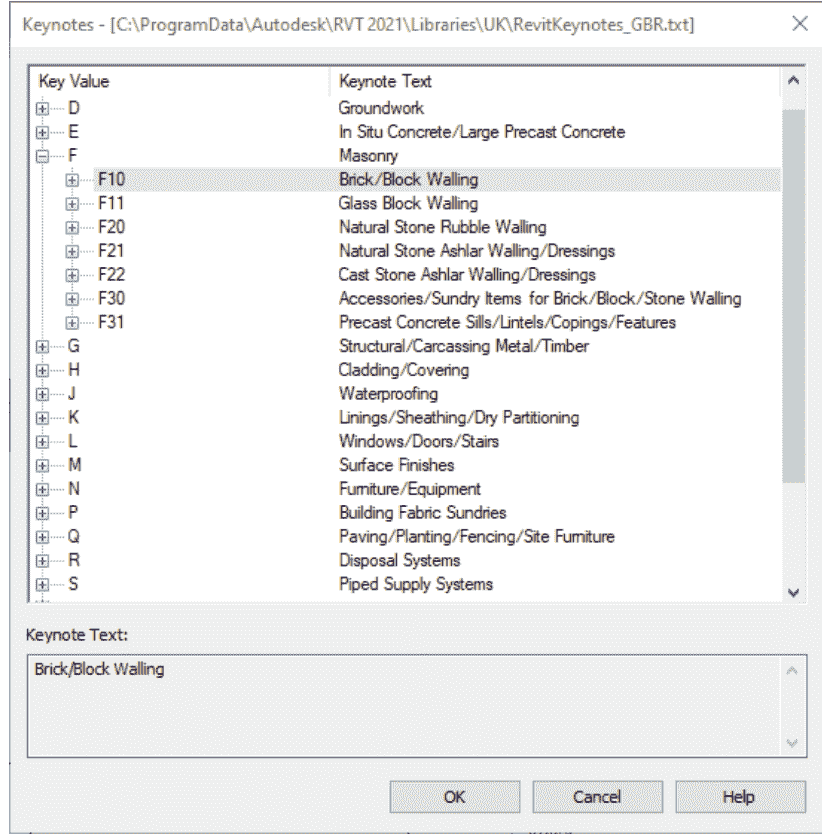 Keynotes - [C:\ProgramData\Autodesk\RVT 2021\Libraries\UK\RevitKeynotes_GBR.txt]
Key Value Keynote Text
D Groundwork
E In Situ Concrete/Large Precast Concrete
F Masonry
F10 Brick/Block Walling
F11 Glass Block Walling
F20 Natural Stone Rubble Walling
F21 Natural Stone Ashlar Walling/Dressings
F22 Cast Stone Ashlar Walling/Dressings
F30 Accessories/Sundry Items for Brick/Block/Stone Walling
F31 Precast Concrete Sills/Lintels/Copings/Features
G Structural/Carcassing Metal/Timber
H Cladding/Covering
J Waterproofing
K Linings/Sheathing/Dry Partitioning
L Windows/Doors/Stairs
M Surface Finishes
N Furniture/Equipment
P Building Fabric Sundries
Q Paving/Planting/Fencing/Site Furniture
R Disposal Systems
S Piped Supply Systems
Keynote Text:
Brick/Block Walling
OK Cancel Help